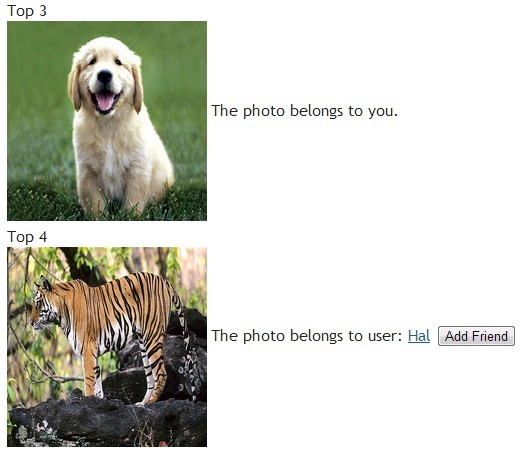 Top 3
The photo belongs to you.
Top 4
The photo belongs to user: Hal Add Friend